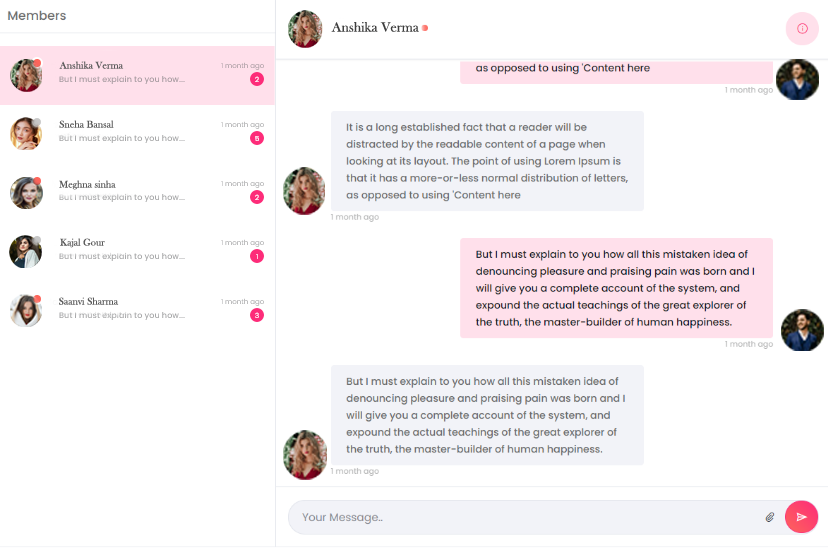 Members
Anshika Verma
1 month ago
But I must explain to you how...
2
Sneha Bansal
1 month ago
But I must explain to you how...
5
Meghna sinha
1 month ago
But I must explain to you how...
2
Kajal Gour
1 month ago
But I must explain to you how...
1
Saanvi Sharma
1 month ago
But I must explain to you how...
3
Anshika Verma
as opposed to using 'Content here
1 month ago
It is a long established fact that a reader will be
distracted by the readable content of a page when
looking at its layout. The point of using Lorem Ipsum is
that it has a more-or-less normal distribution of letters,
as opposed to using 'Content here
1 month ago
But I must explain to you how all this mistaken idea of
denouncing pleasure and praising pain was born and I
will give you a complete account of the system, and
expound the actual teachings of the great explorer of
the truth, the master-builder of human happiness.
1 month ago
But I must explain to you how all this mistaken idea of
denouncing pleasure and praising pain was born and I
will give you a complete account of the system, and
expound the actual teachings of the great explorer of
the truth, the master-builder of human happiness.
1 month ago
Your Message..